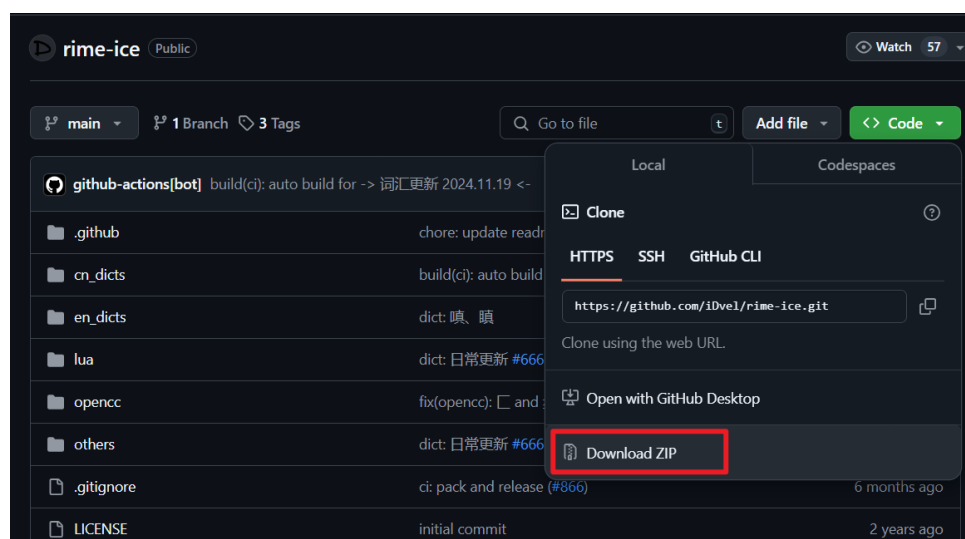 rime-ice Public Watch 57
main 1 Branch 3 Tags Go to file t Add file Code
Local Codespaces
github-actions[bot] build(ci): auto build for -> 词汇更新 2024.11.19 <-
Clone
.github chore: update readr
HTTPS SSH GitHub CLI
cn_dicts build(ci): auto build
https://github.com/iDvel/rime-ice.git
en_dicts dict: 嗔、瞋
Clone using the web URL.
lua dict: 日常更新 #666
opencc fix(opencc): 匚 and
Open with GitHub Desktop
others dict: 日常更新 #666
Download ZIP
.gitignore ci: pack and release (#866) 6 months ago
LICENSE initial commit 2 years ago